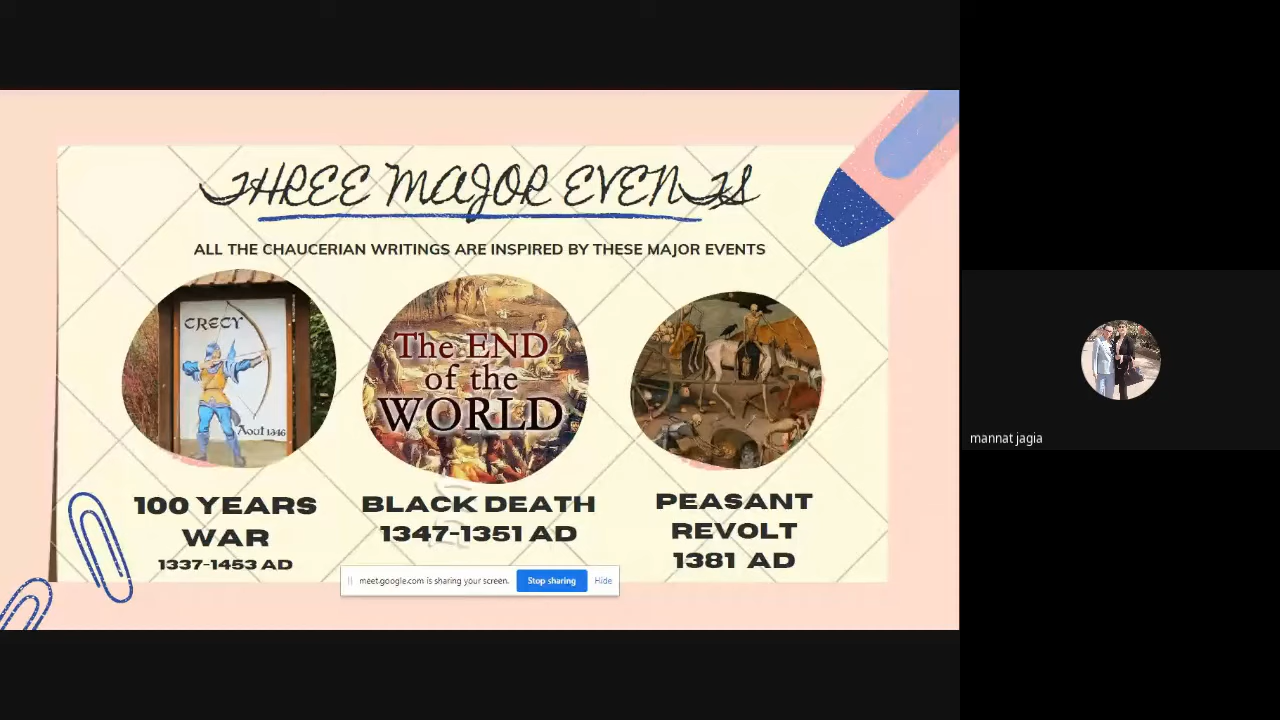 THREE MAJOR EVENTS
ALL THE CHAUCERIAN WRITINGS ARE INSPIRED BY THESE MAJOR EVENTS
CRECY
Aout 1346
The END
of the
WORLD
100 YEARS
WAR
1337-1453 AD
BLACK DEATH
1347-1351 AD
PEASANT
REVOLT
1381 AD
meet.google.com is sharing your screen.
Stop sharing
Hide
mannat jagia